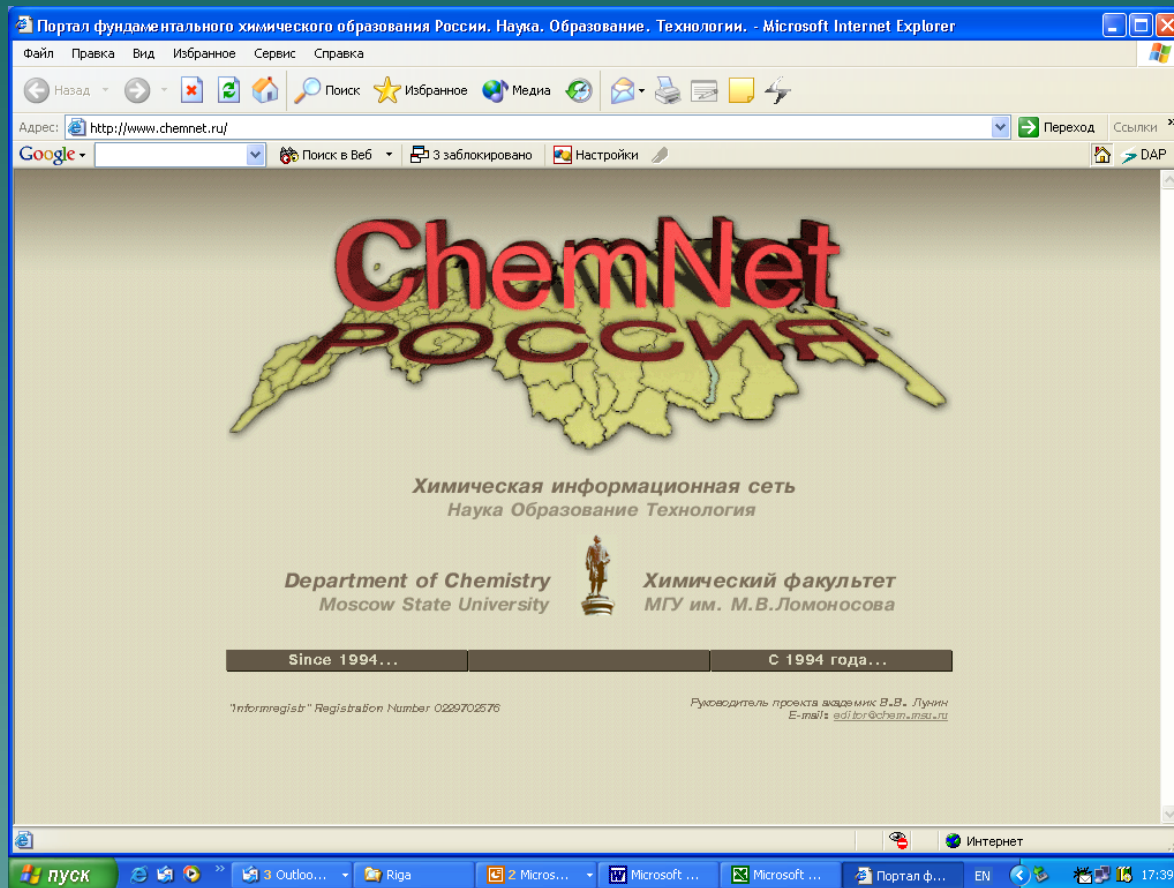 Портал фундаментального химического образования России. Наука. Образование. Технологии. - Microsoft Internet Explorer
Файл Правка Вид Избранное Сервис Справка
Назад Поиск Избранное Медиа
Адрес: http://www.chemnet.ru/ Переход Ссылки »
Google Поиск в Веб 3 заблокировано Настройки DAP
ChemNet
РОССИЯ
Химическая информационная сеть
Наука Образование Технология
Department of Chemistry Химический факультет
Moscow State University МГУ им. М.В.Ломоносова
Since 1994... С 1994 года...
"Informregistr" Registration Number 0229702576
Руководитель проекта академик В.В. Лунин
E-mail: editor@chem.msu.ru
Интернет
пуск » 3 Outloo... Riga 2 Micros... Microsoft ... Microsoft ... Портал ф... EN 17:39